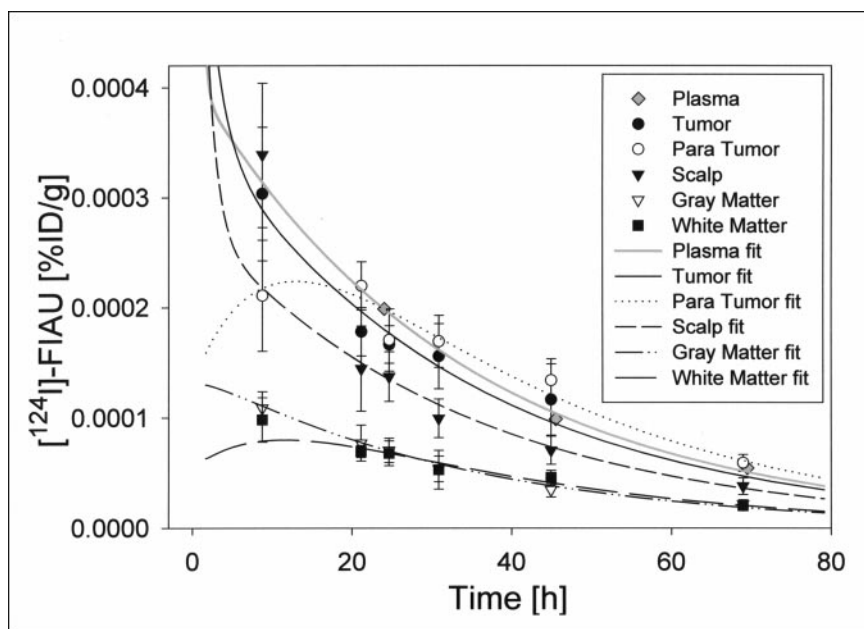 0.0004
0.0003
0.0002
0.0001
0.0000
[124I]-FIAU [%ID/g]
0 20 40 60 80
Time [h]
Plasma
Tumor
Para Tumor
Scalp
Gray Matter
White Matter
Plasma fit
Tumor fit
Para Tumor fit
Scalp fit
Gray Matter fit
White Matter fit